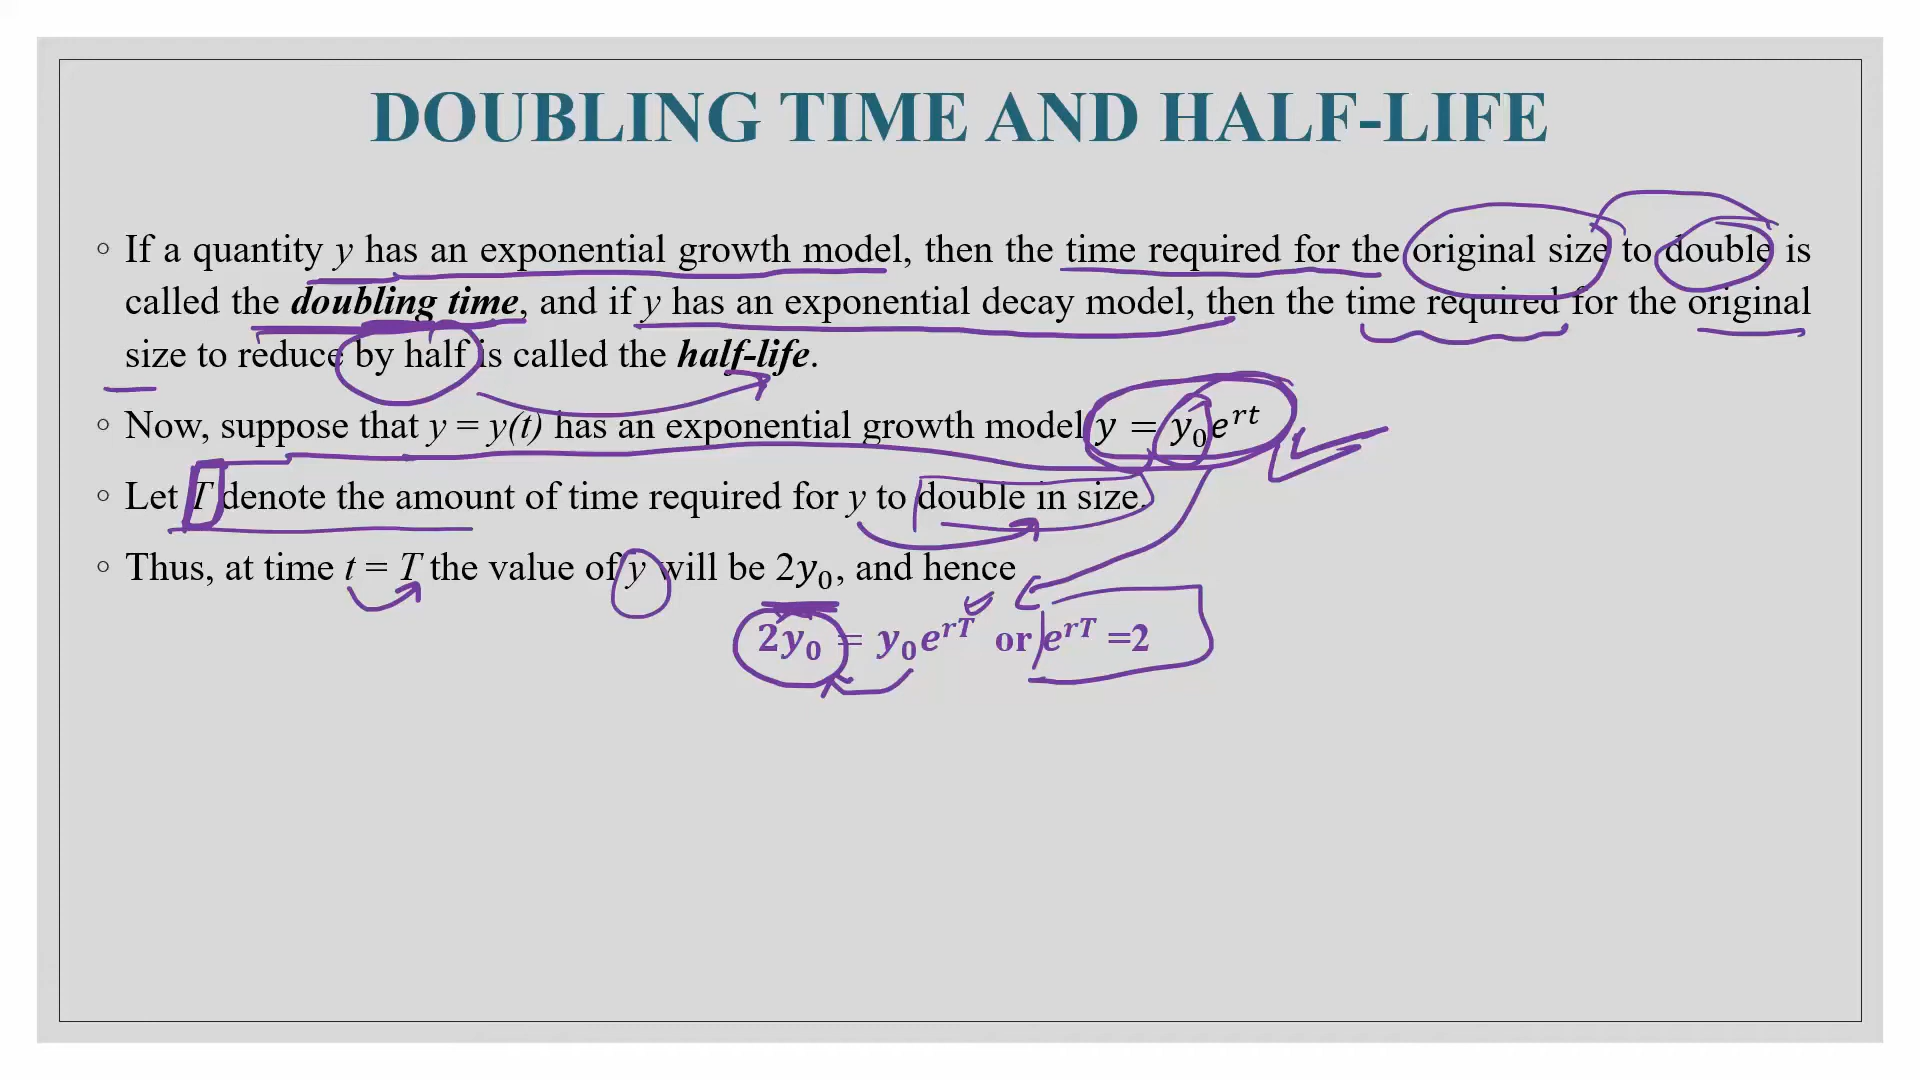 DOUBLING TIME AND HALF-LIFE
◦ If a quantity y has an exponential growth model, then the time required for the original size to double is
called the doubling time, and if y has an exponential decay model, then the time required for the original
size to reduce by half is called the half-life.
◦ Now, suppose that y = y(t) has an exponential growth model y = y₀eʳᵗ
◦ Let T denote the amount of time required for y to double in size.
◦ Thus, at time t = T the value of y will be 2y₀, and hence
2y₀ = y₀eʳᵀ or eʳᵀ =2